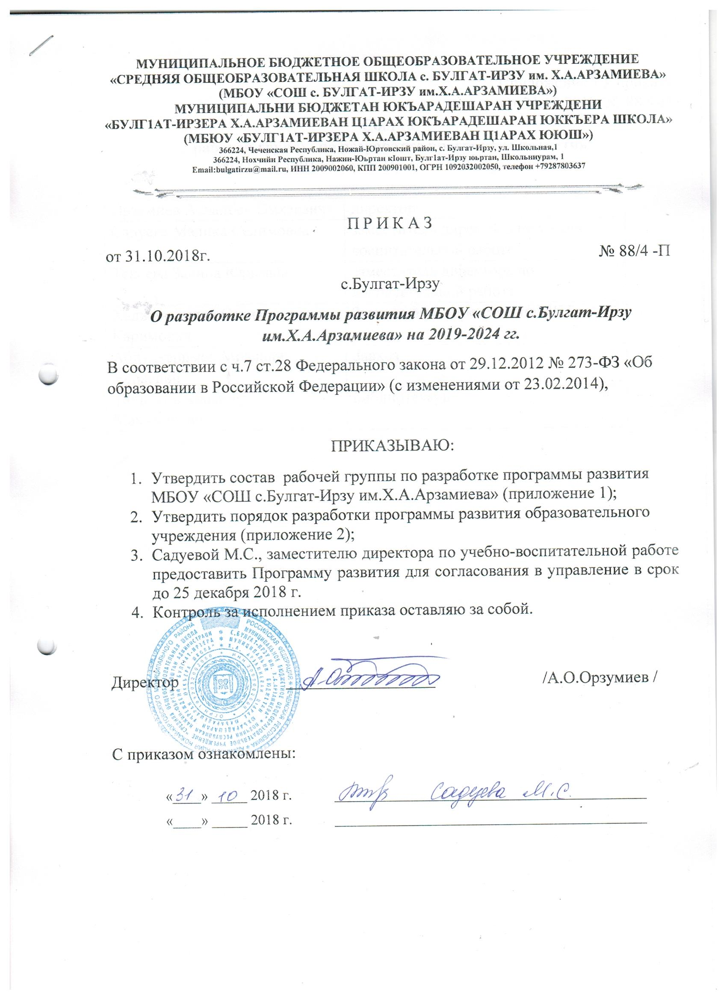 МУНИЦИПАЛЬНОЕ БЮДЖЕТНОЕ ОБЩЕОБРАЗОВАТЕЛЬНОЕ УЧРЕЖДЕНИЕ
«СРЕДНЯЯ ОБЩЕОБРАЗОВАТЕЛЬНАЯ ШКОЛА с. БУЛГАТ-ИРЗУ им. Х.А.АРЗАМИЕВА»
(МБОУ «СОШ с. БУЛГАТ-ИРЗУ им.Х.А.АРЗАМИЕВА»)
МУНИЦИПАЛЬНИ БЮДЖЕТАН ЮКЪАРАДЕШАРАН УЧРЕЖДЕНИ
«БУЛГ1АТ-ИРЗЕРА Х.А.АРЗАМИЕВАН Ц1АРАХ ЮКЪАРАДЕШАРАН ЮККЪЕРА ШКОЛА»
(МБЮУ «БУЛГ1АТ-ИРЗЕРА Х.А.АРЗАМИЕВАН Ц1АРАХ ЮЮШ»)
366224, Чеченская Республика, Ножай-Юртовский район, с. Булгат-Ирзу, ул. Школьная,1
366224, Нохчийн Республика, Нажин-Юьртан кIошт, Булг1ат-Ирзу юьртан, Школьниурам, 1
Email:bulgatirzu@mail.ru, ИНН 2009002060, КПП 200901001, ОГРН 1092032002050, телефон +79287803637
П Р И К А З
от 31.10.2018г. № 88/4 -П
с.Булгат-Ирзу
О разработке Программы развития МБОУ «СОШ с.Булгат-Ирзу
им.Х.А.Арзамиева» на 2019-2024 гг.
В соответствии с ч.7 ст.28 Федерального закона от 29.12.2012 № 273-ФЗ «Об
образовании в Российской Федерации» (с изменениями от 23.02.2014),
ПРИКАЗЫВАЮ:
1. Утвердить состав рабочей группы по разработке программы развития
МБОУ «СОШ с.Булгат-Ирзу им.Х.А.Арзамиева» (приложение 1);
2. Утвердить порядок разработки программы развития образовательного
учреждения (приложение 2);
3. Садуевой М.С., заместителю директора по учебно-воспитательной работе
предоставить Программу развития для согласования в управление в срок
до 25 декабря 2018 г.
4. Контроль за исполнением приказа оставляю за собой.
Директор /А.О.Орзумиев /
С приказом ознакомлены:
«31» 10 2018 г. Садуева М.С.
«____» _____ 2018 г.